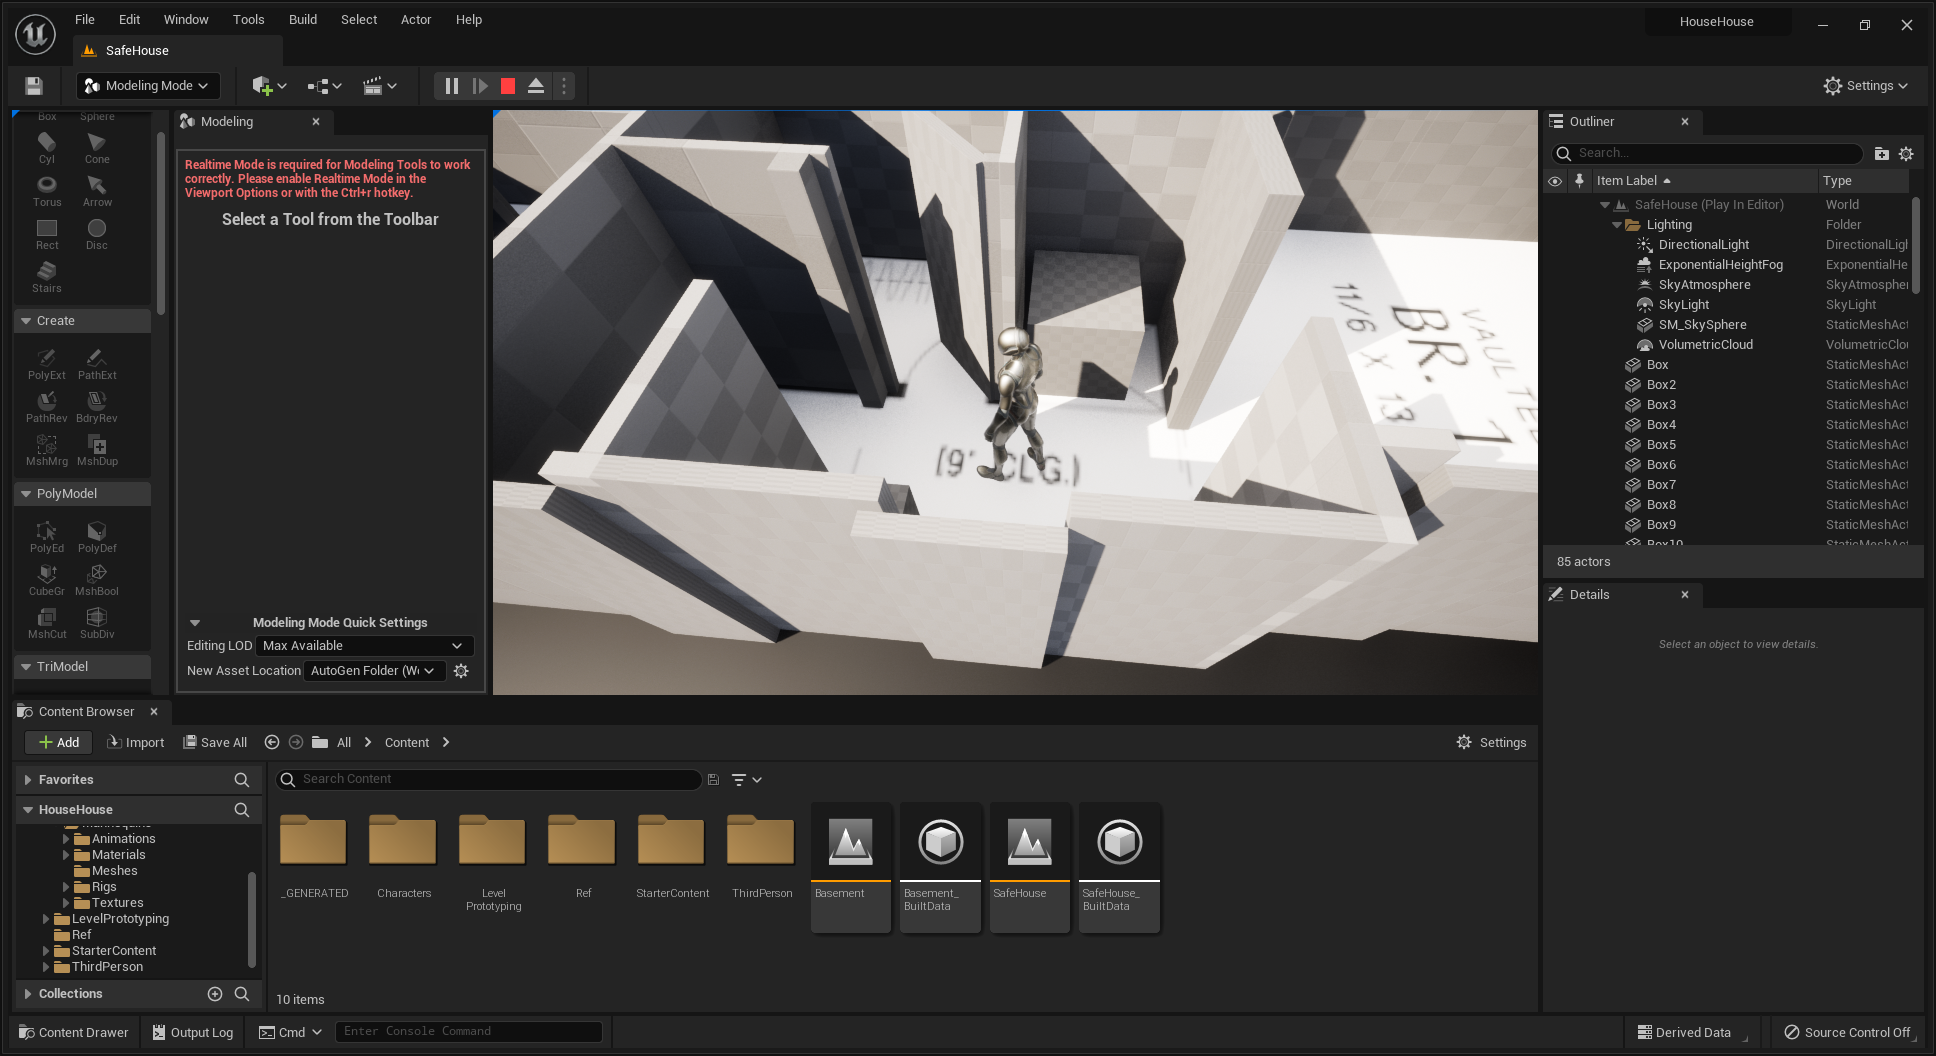 File Edit Window Tools Build Select Actor Help
HouseHouse
SafeHouse
Modeling Mode
Settings
Box Sphere
Cyl Cone
Torus Arrow
Rect Disc
Stairs
Create
PolyExt PathExt
PathRev BdryRev
MshMrg MshDup
PolyModel
PolyEd PolyDef
CubeGr MshBool
MshCut SubDiv
TriModel
Modeling
Realtime Mode is required for Modeling Tools to work
correctly. Please enable Realtime Mode in the
Viewport Options or with the Ctrl+r hotkey.
Select a Tool from the Toolbar
Modeling Mode Quick Settings
Editing LOD Max Available
New Asset Location AutoGen Folder (W
11/6 x 13
BR.
VAULTE
(9' CLG.)
Outliner
Search...
Item Label Type
SafeHouse (Play In Editor) World
Lighting Folder
DirectionalLight DirectionalLigh
ExponentialHeightFog ExponentialHe
SkyAtmosphere SkyAtmospher
SkyLight SkyLight
SM_SkySphere StaticMeshAct
VolumetricCloud VolumetricClou
Box StaticMeshAct
Box2 StaticMeshAct
Box3 StaticMeshAct
Box4 StaticMeshAct
Box5 StaticMeshAct
Box6 StaticMeshAct
Box7 StaticMeshAct
Box8 StaticMeshAct
Box9 StaticMeshAct
Box10 StaticMeshAct
85 actors
Details
Select an object to view details.
Content Browser
Add Import Save All All Content Settings
Favorites
HouseHouse
Mannequins
Animations
Materials
Meshes
Rigs
Textures
LevelPrototyping
Ref
StarterContent
ThirdPerson
Collections
Search Content
_GENERATED
Characters
Level
Prototyping
Ref
StarterContent
ThirdPerson
Basement
Basement_
BuiltData
SafeHouse
SafeHouse_
BuiltData
10 items
Content Drawer Output Log Cmd Enter Console Command Derived Data Source Control Off